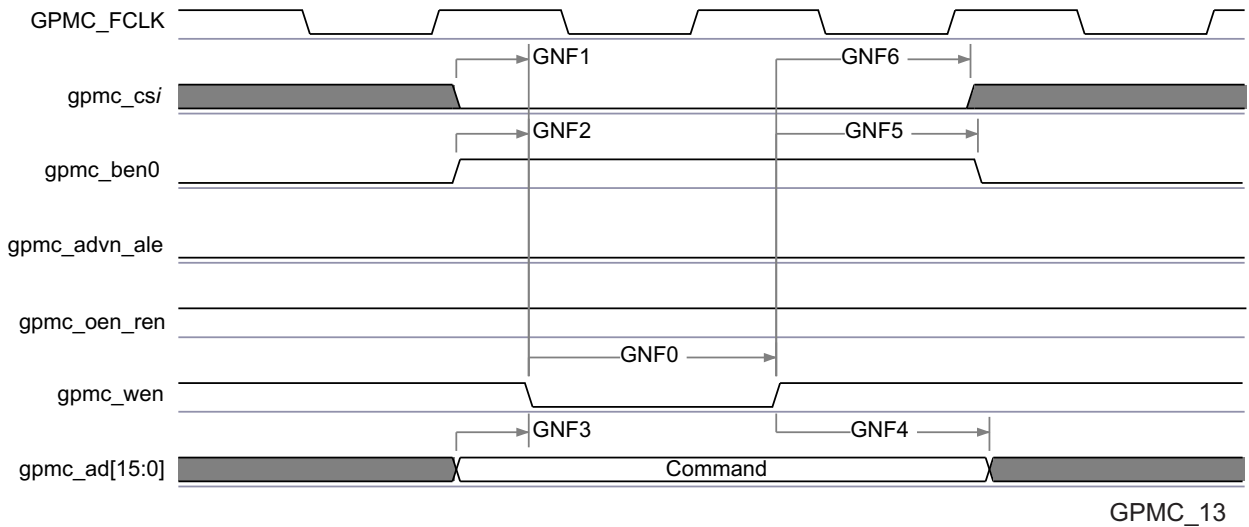 GPMC_FCLK
GNF1
GNF6
gpmc_csi
GNF2
GNF5
gpmc_ben0
gpmc_advn_ale
gpmc_oen_ren
GNF0
gpmc_wen
GNF3
GNF4
gpmc_ad[15:0]
Command
GPMC_13